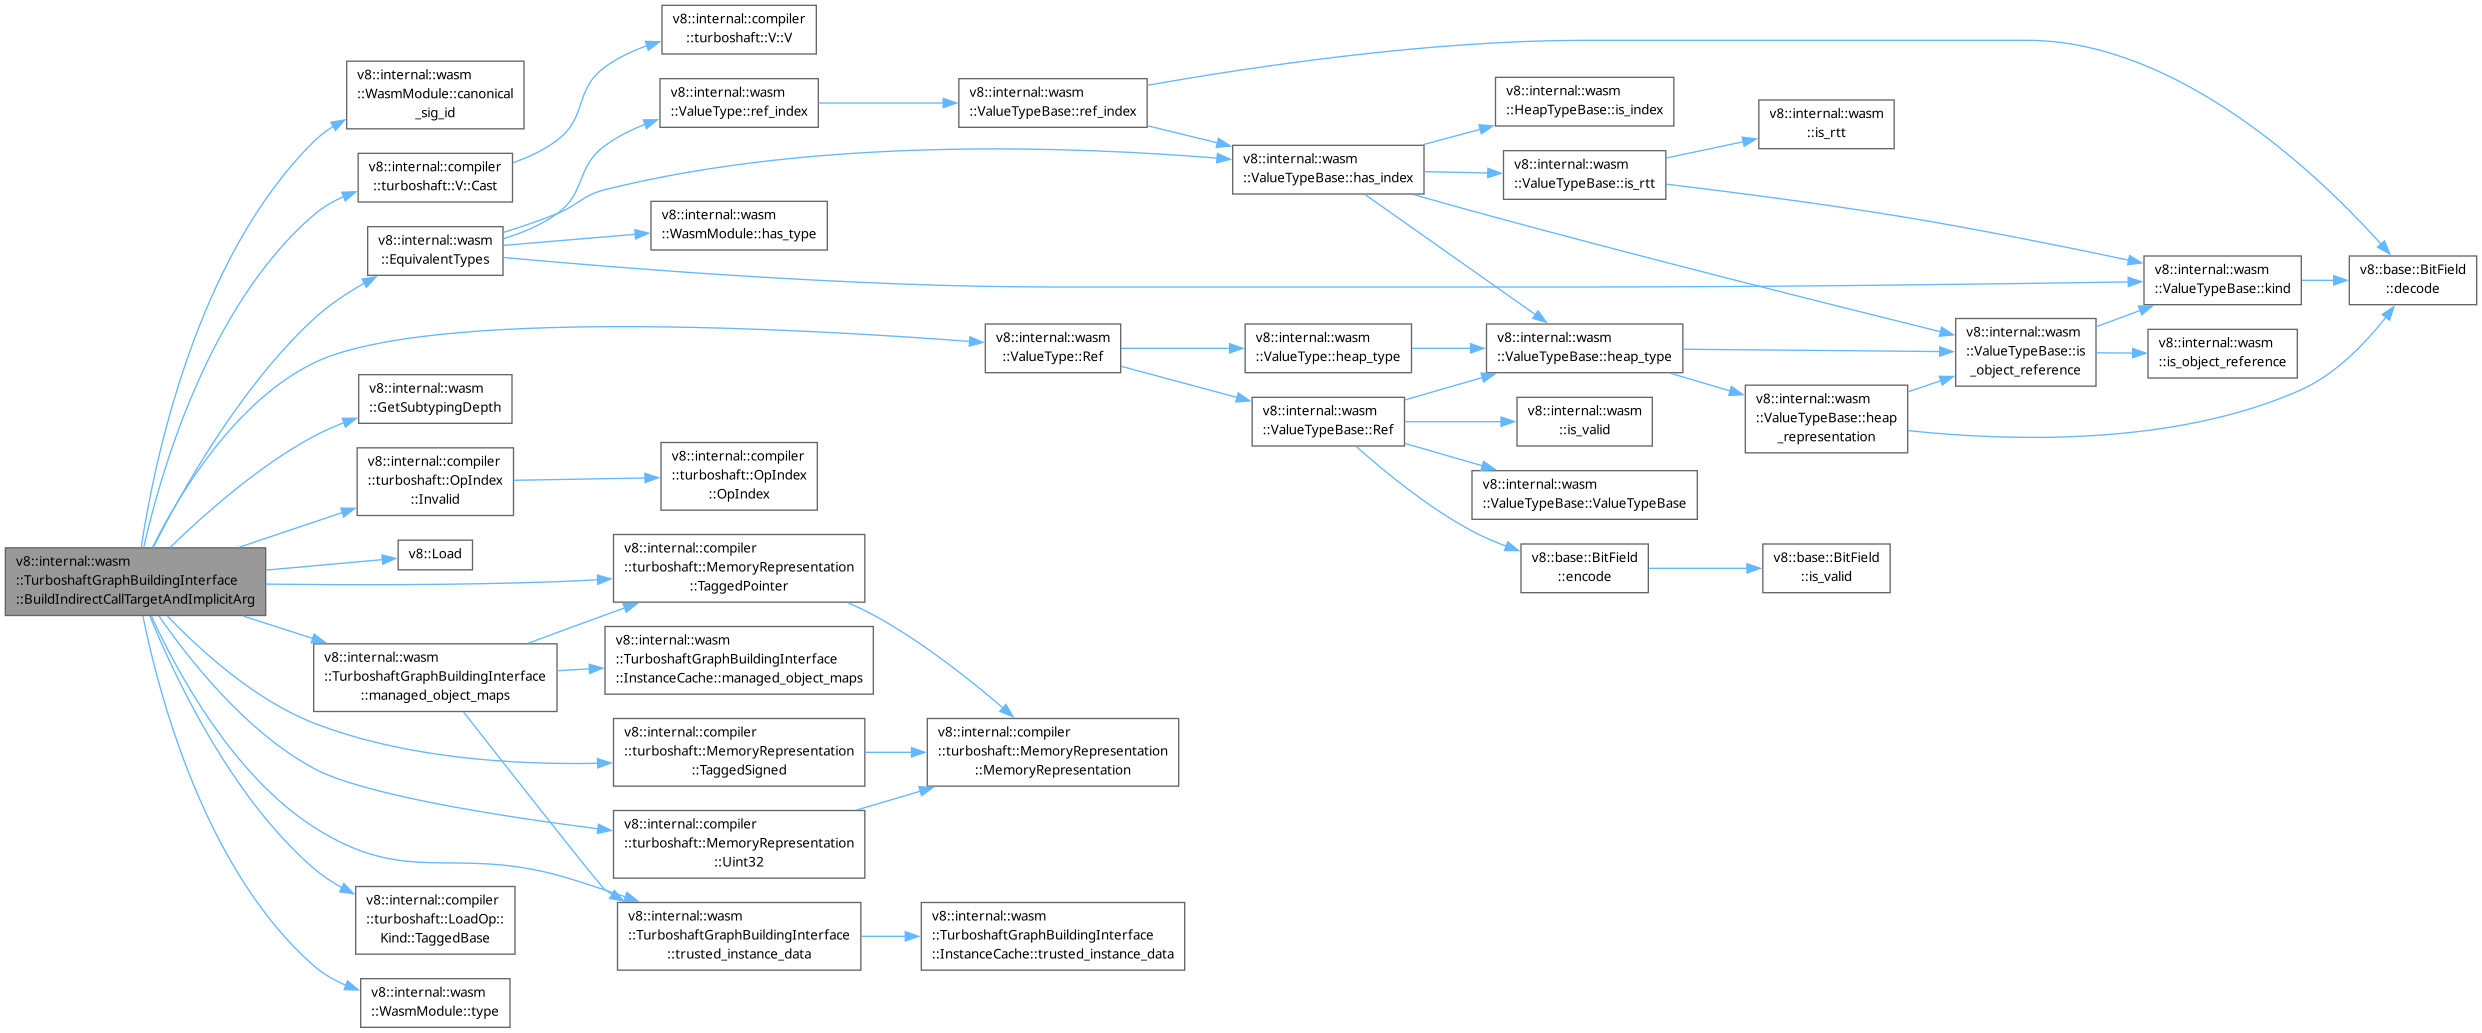 v8::internal::wasm
::TurboshaftGraphBuildingInterface
::BuildIndirectCallTargetAndImplicitArg
v8::internal::wasm
::WasmModule::canonical
_sig_id
v8::internal::compiler
::turboshaft::V::Cast
v8::internal::compiler
::turboshaft::V::V
v8::internal::wasm
::EquivalentTypes
v8::internal::wasm
::ValueType::ref_index
v8::internal::wasm
::ValueTypeBase::ref_index
v8::internal::wasm
::ValueTypeBase::has_index
v8::internal::wasm
::HeapTypeBase::is_index
v8::internal::wasm
::ValueTypeBase::is_rtt
v8::internal::wasm
::is_rtt
v8::internal::wasm
::WasmModule::has_type
v8::internal::wasm
::ValueTypeBase::kind
v8::base::BitField
::decode
v8::internal::wasm
::ValueType::Ref
v8::internal::wasm
::ValueType::heap_type
v8::internal::wasm
::ValueTypeBase::heap_type
v8::internal::wasm
::ValueTypeBase::is
_object_reference
v8::internal::wasm
::is_object_reference
v8::internal::wasm
::ValueTypeBase::heap
_representation
v8::internal::wasm
::ValueTypeBase::Ref
v8::internal::wasm
::is_valid
v8::internal::wasm
::ValueTypeBase::ValueTypeBase
v8::base::BitField
::encode
v8::base::BitField
::is_valid
v8::internal::wasm
::GetSubtypingDepth
v8::internal::compiler
::turboshaft::OpIndex
::Invalid
v8::internal::compiler
::turboshaft::OpIndex
::OpIndex
v8::Load
v8::internal::compiler
::turboshaft::MemoryRepresentation
::TaggedPointer
v8::internal::wasm
::TurboshaftGraphBuildingInterface
::managed_object_maps
v8::internal::wasm
::TurboshaftGraphBuildingInterface
::InstanceCache::managed_object_maps
v8::internal::compiler
::turboshaft::MemoryRepresentation
::TaggedSigned
v8::internal::compiler
::turboshaft::MemoryRepresentation
::MemoryRepresentation
v8::internal::compiler
::turboshaft::MemoryRepresentation
::Uint32
v8::internal::wasm
::TurboshaftGraphBuildingInterface
::trusted_instance_data
v8::internal::wasm
::TurboshaftGraphBuildingInterface
::InstanceCache::trusted_instance_data
v8::internal::compiler
::turboshaft::LoadOp::
Kind::TaggedBase
v8::internal::wasm
::WasmModule::type